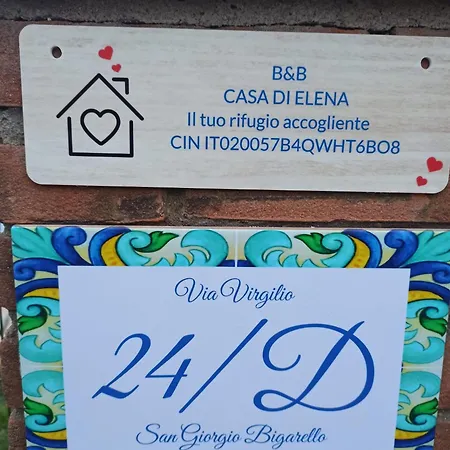 B&B
CASA DI ELENA
Il tuo rifugio accogliente
CIN IT020057B4QWHT6BO8
Via Virgilio
24/D
San Giorgio Bigarello